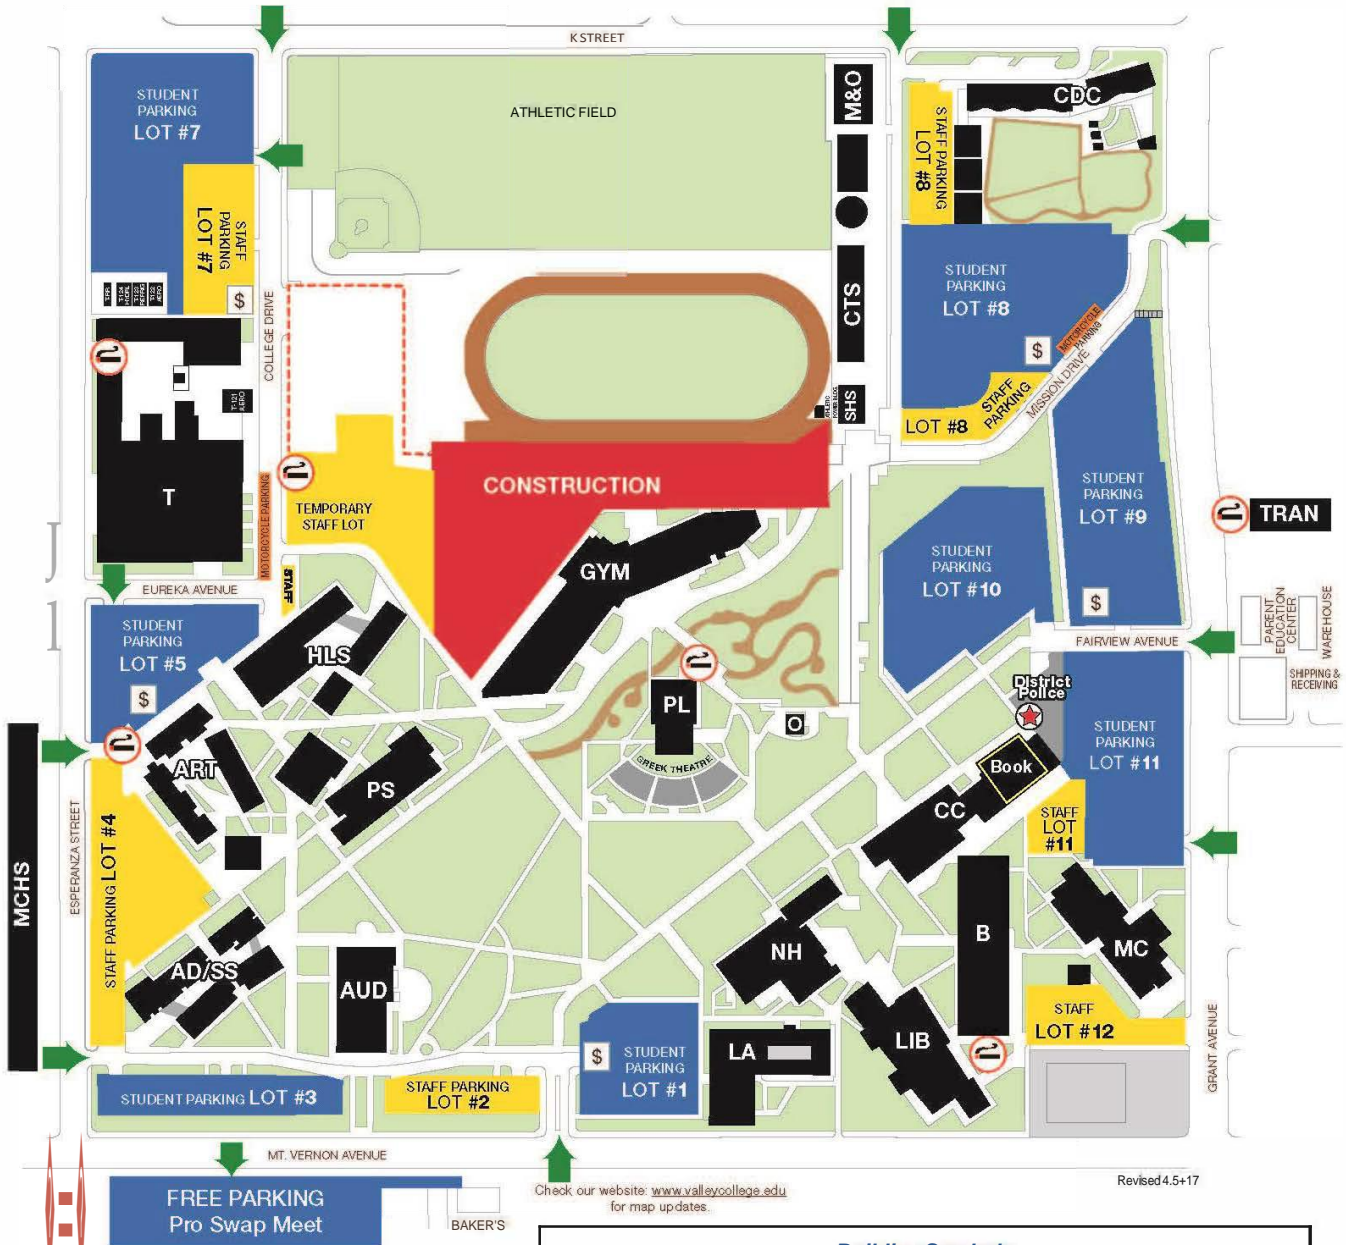 K STREET
STUDENT
PARKING
LOT #7
ATHLETIC FIELD
M&O
CDC
STAFF PARKING
LOT #8
STAFF
PARKING
LOT #7
$
COLLEGE DRIVE
T-121
AERO
CTS
STUDENT
PARKING
LOT #8
$
MOTORCYCLE
PARKING
MISSION DRIVE
STAFF
PARKING
LOT #8
SHS
T
MOTORCYCLE PARKING
TEMPORARY
STAFF LOT
CONSTRUCTION
STUDENT
PARKING
LOT #9
$
TRAN
J
1
EUREKA AVENUE
STAFF
GYM
STUDENT
PARKING
LOT #10
FAIRVIEW AVENUE
PARENT
EDUCATION
CENTER
WAREHOUSE
SHIPPING &
RECEIVING
STUDENT
PARKING
LOT #5
$
HLS
PL
GREEK THEATRE
O
District
Police
STUDENT
PARKING
LOT #11
ART
PS
Book
CC
STAFF
LOT
#11
MCHS
ESPERANZA STREET
STAFF PARKING LOT #4
AD/SS
AUD
NH
B
MC
LIB
LA
STAFF
LOT #12
GRANT AVENUE
$
STUDENT
PARKING
LOT #1
STUDENT PARKING LOT #3
STAFF PARKING
LOT #2
MT. VERNON AVENUE
FREE PARKING
Pro Swap Meet
BAKER'S
Check our website: www.valleycollege.edu
for map updates.
Revised 4.5+17